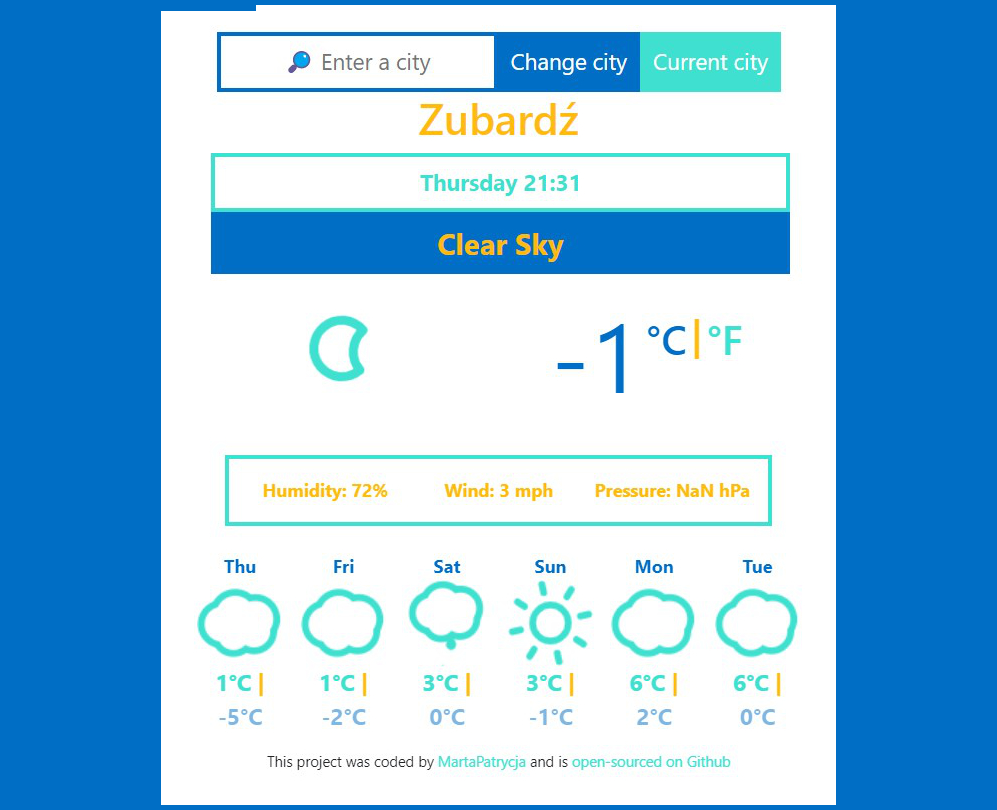 🔎 Enter a city Change city Current city
Zubardź
Thursday 21:31
Clear Sky
-1 °C|°F
Humidity: 72% Wind: 3 mph Pressure: NaN hPa
Thu Fri Sat Sun Mon Tue
1°C | 1°C | 3°C | 3°C | 6°C | 6°C |
-5°C -2°C 0°C -1°C 2°C 0°C
This project was coded by MartaPatrycja and is open-sourced on Github